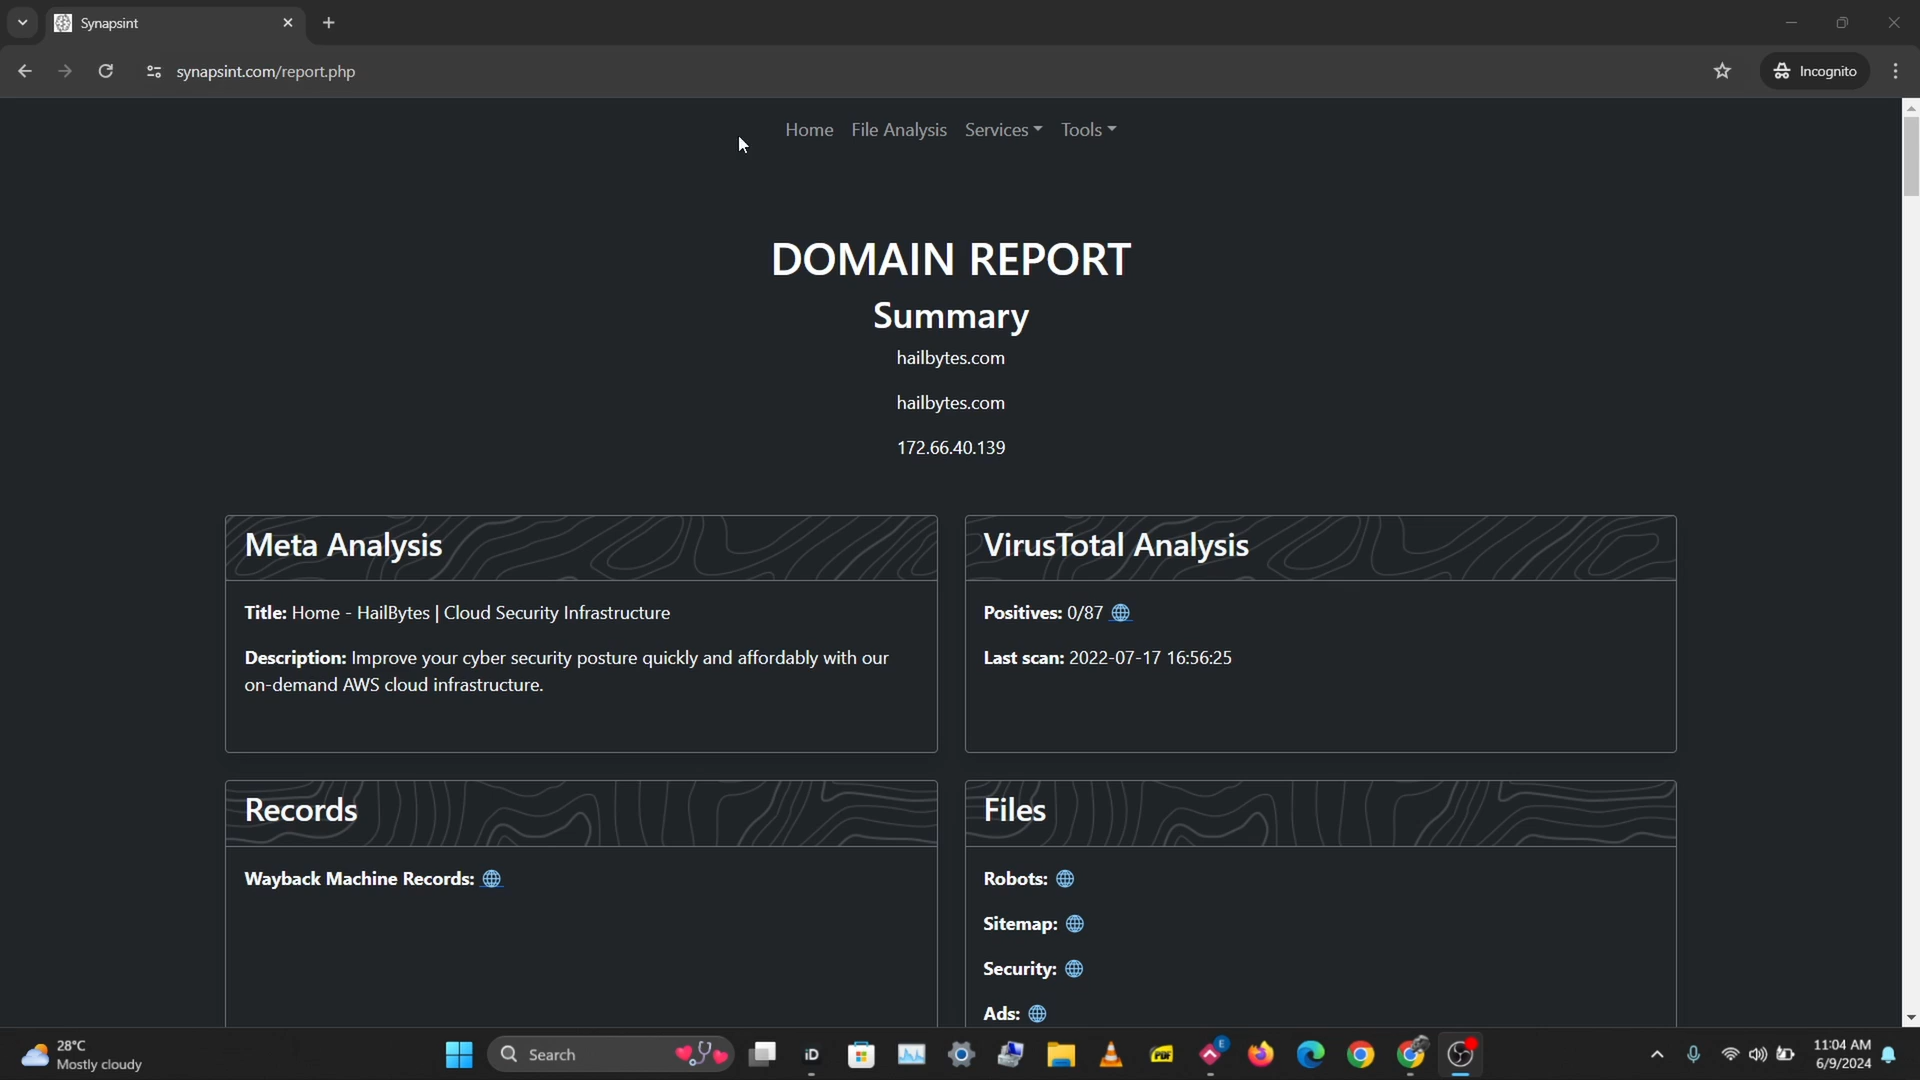 Synapsint
synapsint.com/report.php
Incognito
Home File Analysis Services Tools
DOMAIN REPORT
Summary
hailbytes.com
hailbytes.com
172.66.40.139
Meta Analysis
Title: Home - HailBytes | Cloud Security Infrastructure
Description: Improve your cyber security posture quickly and affordably with our
on-demand AWS cloud infrastructure.
VirusTotal Analysis
Positives: 0/87
Last scan: 2022-07-17 16:56:25
Records
Wayback Machine Records:
Files
Robots:
Sitemap:
Security:
Ads:
28°C
Mostly cloudy
Search
iD
PDF
E
11:04 AM
6/9/2024